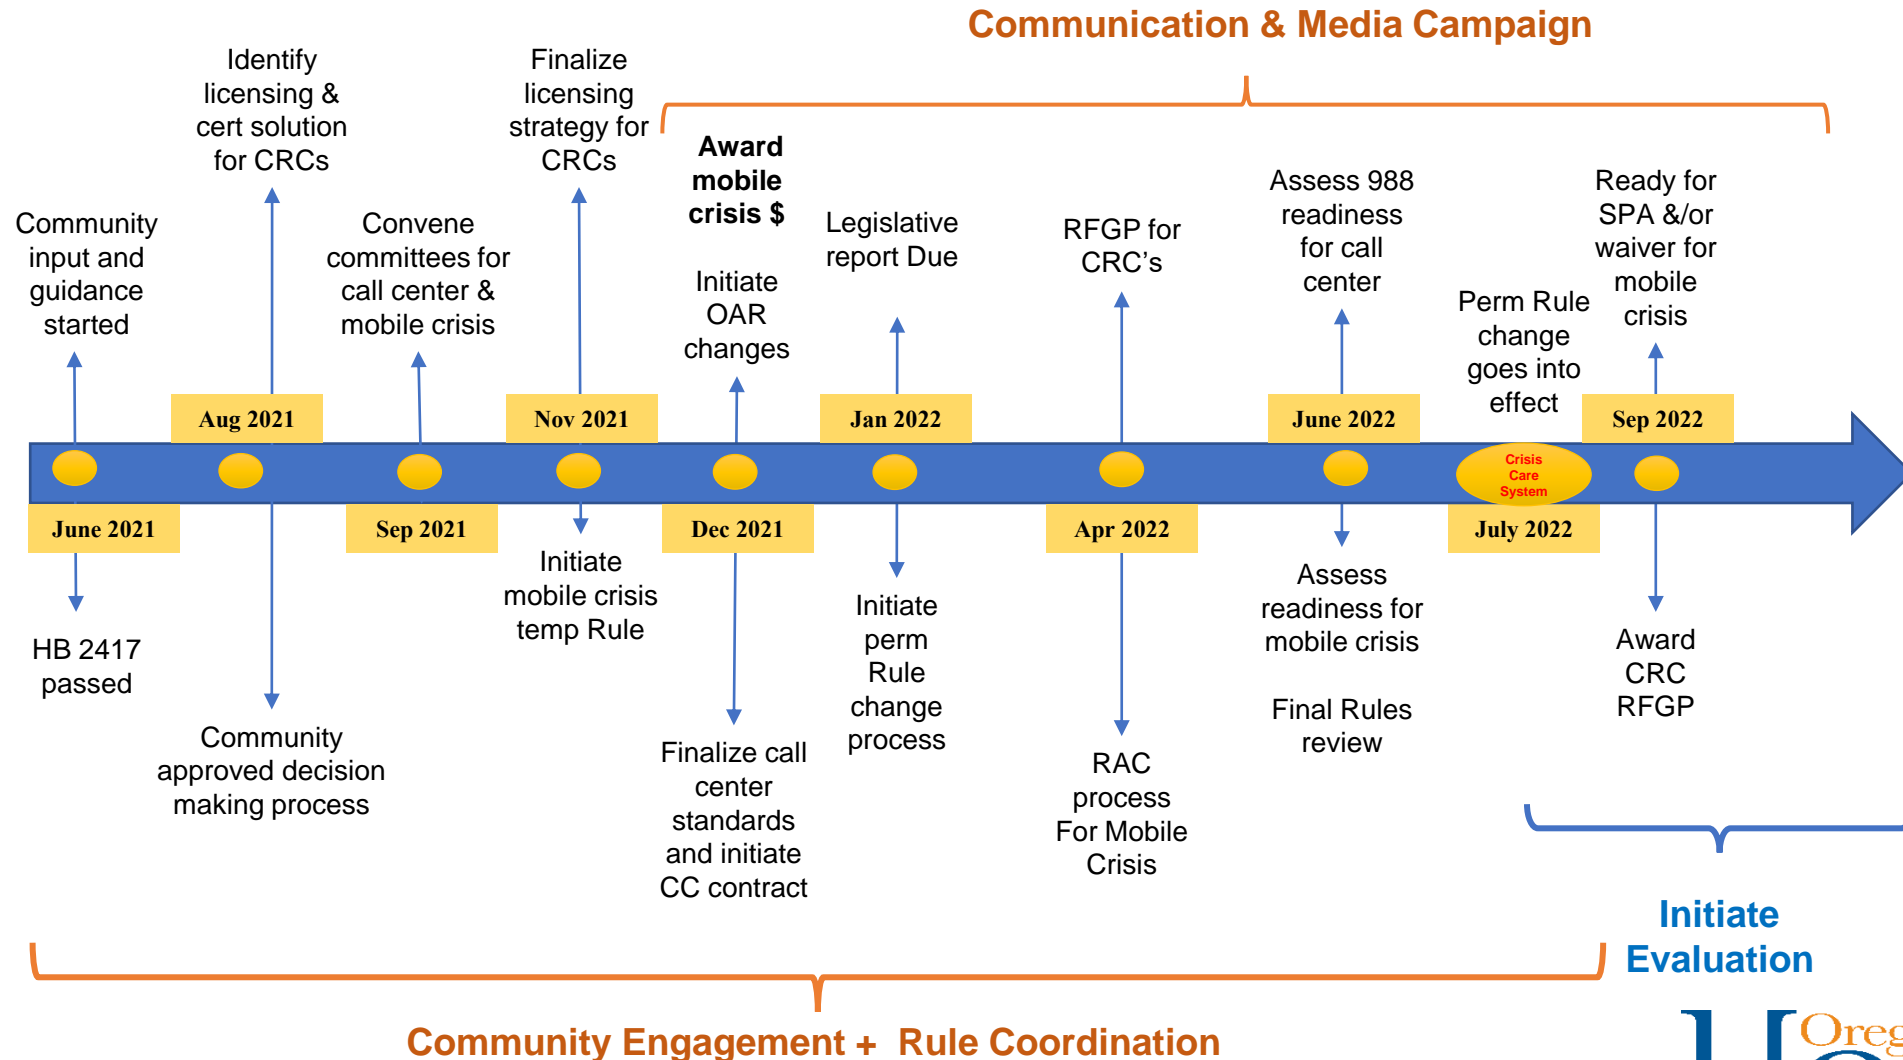 Communication & Media Campaign
Identify
licensing &
cert solution
for CRCs
Finalize
licensing
strategy for
CRCs
Award
mobile
crisis $
Initiate
OAR
changes
Community
input and
guidance
started
Convene
committees for
call center &
mobile crisis
Legislative
report Due
RFGP for
CRC’s
Assess 988
readiness
for call
center
Perm Rule
change
goes into
effect
Ready for
SPA &/or
waiver for
mobile
crisis
Aug 2021
Nov 2021
Jan 2022
June 2022
Sep 2022
Crisis
Care
System
June 2021
Sep 2021
Dec 2021
Apr 2022
July 2022
HB 2417
passed
Community
approved decision
making process
Initiate
mobile crisis
temp Rule
Finalize call
center
standards
and initiate
CC contract
Initiate
perm
Rule
change
process
RAC
process
For Mobile
Crisis
Assess
readiness for
mobile crisis
Final Rules
review
Award
CRC
RFGP
Initiate
Evaluation
Community Engagement + Rule Coordination
Oreg